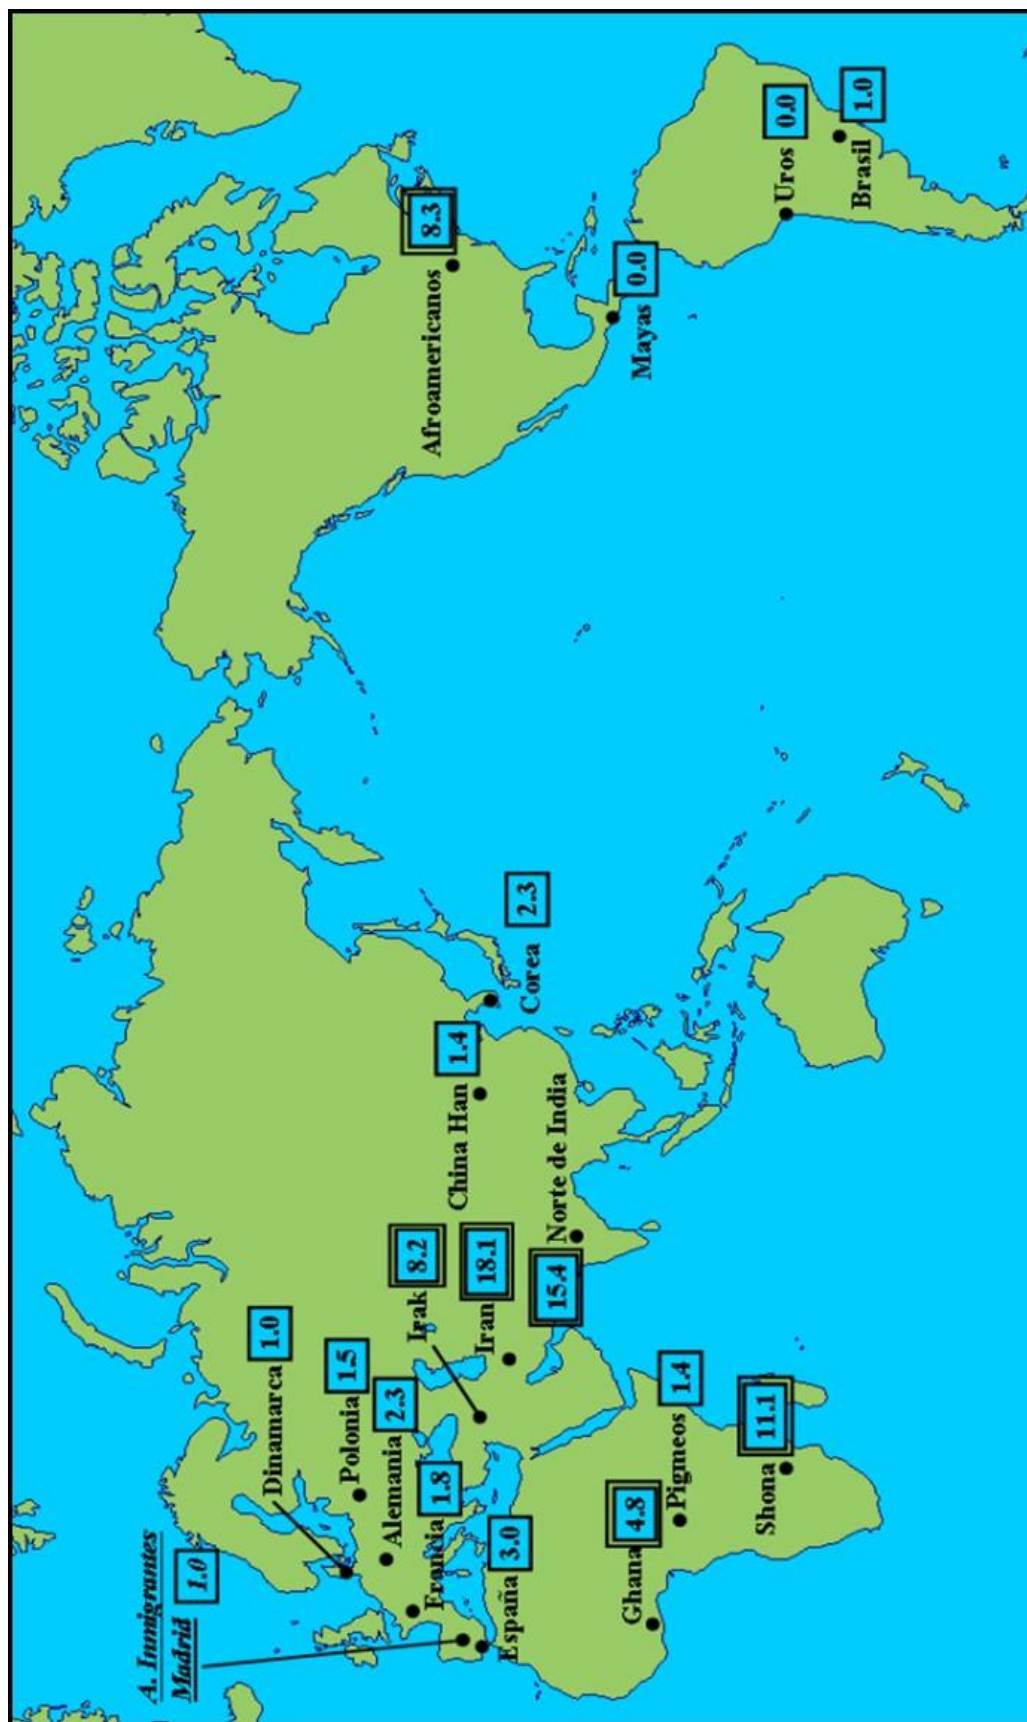 A. Inmigrantes
Madrid
1.0
Dinamarca
1.0
Polonia
1.5
Alemania
2.3
Francia
1.8
España
3.0
Irak
8.2
Iran
18.1
Norte de India
15.4
China Han
1.4
Corea
2.3
Ghana
4.8
Pigmeos
1.4
Shona
11.1
Afroamericanos
8.3
Mayas
0.0
Uros
0.0
Brasil
1.0